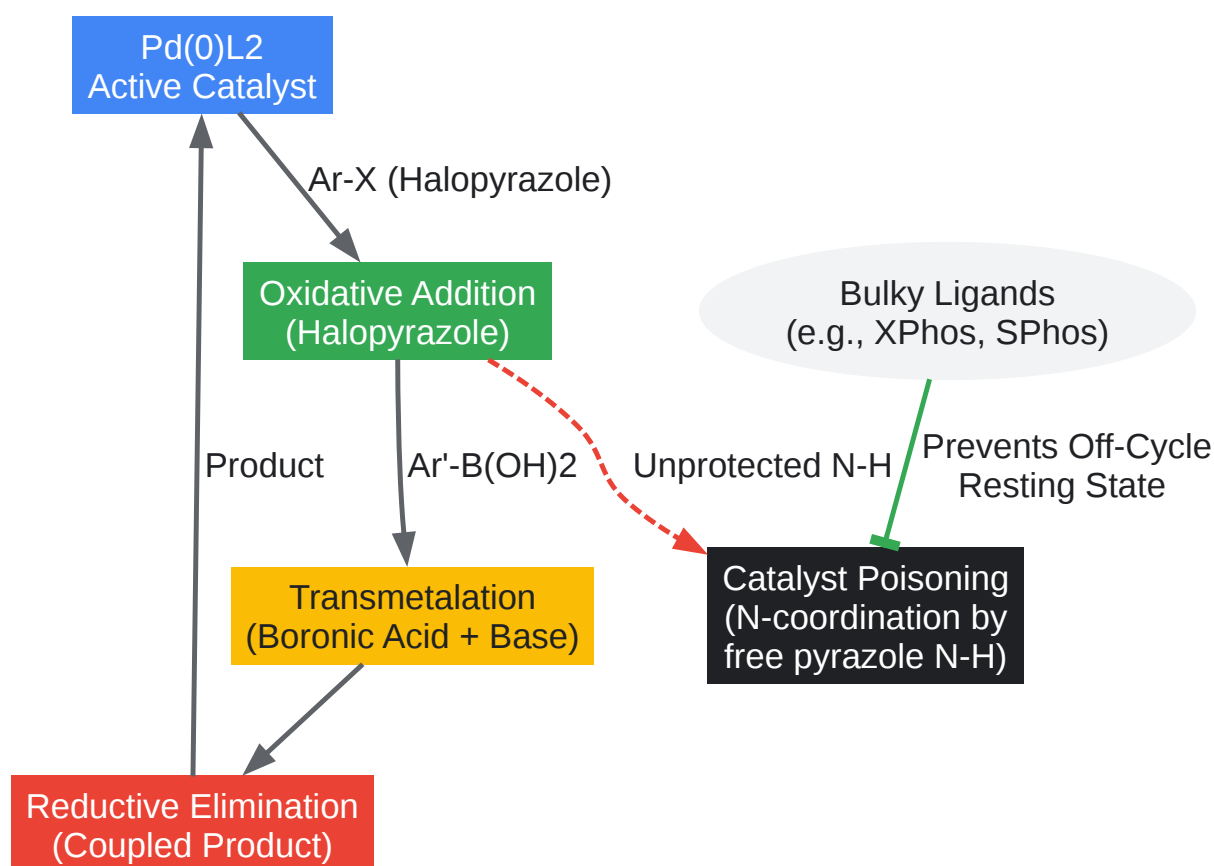 Pd(0)L2
Active Catalyst
Ar-X (Halopyrazole)
Oxidative Addition
(Halopyrazole)
Bulky Ligands
(e.g., XPhos, SPhos)
Product
Ar'-B(OH)2
Unprotected N-H
Prevents Off-Cycle
Resting State
Transmetalation
(Boronic Acid + Base)
Catalyst Poisoning
(N-coordination by
free pyrazole N-H)
Reductive Elimination
(Coupled Product)